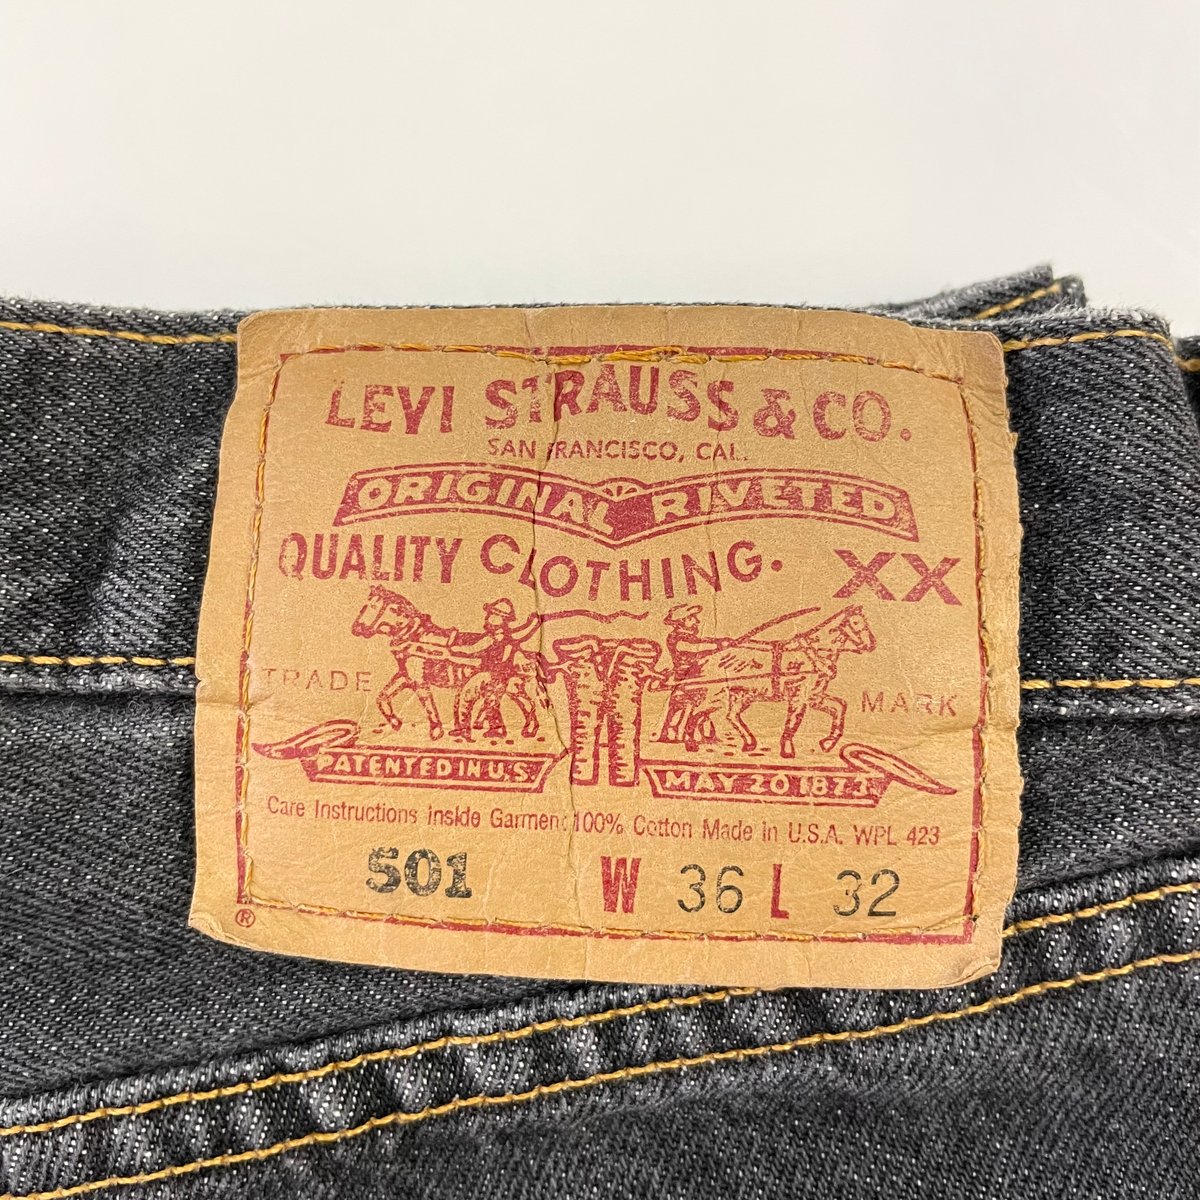 LEVI STRAUSS & CO.
SAN FRANCISCO, CAL.
ORIGINAL RIVETED
QUALITY CLOTHING. XX
TRADE MARK
PATENTED IN U.S. MAY 20 1873
Care Instructions Inside Garment 100% Cotton Made in U.S.A. WPL 423
501 W 36 L 32
®